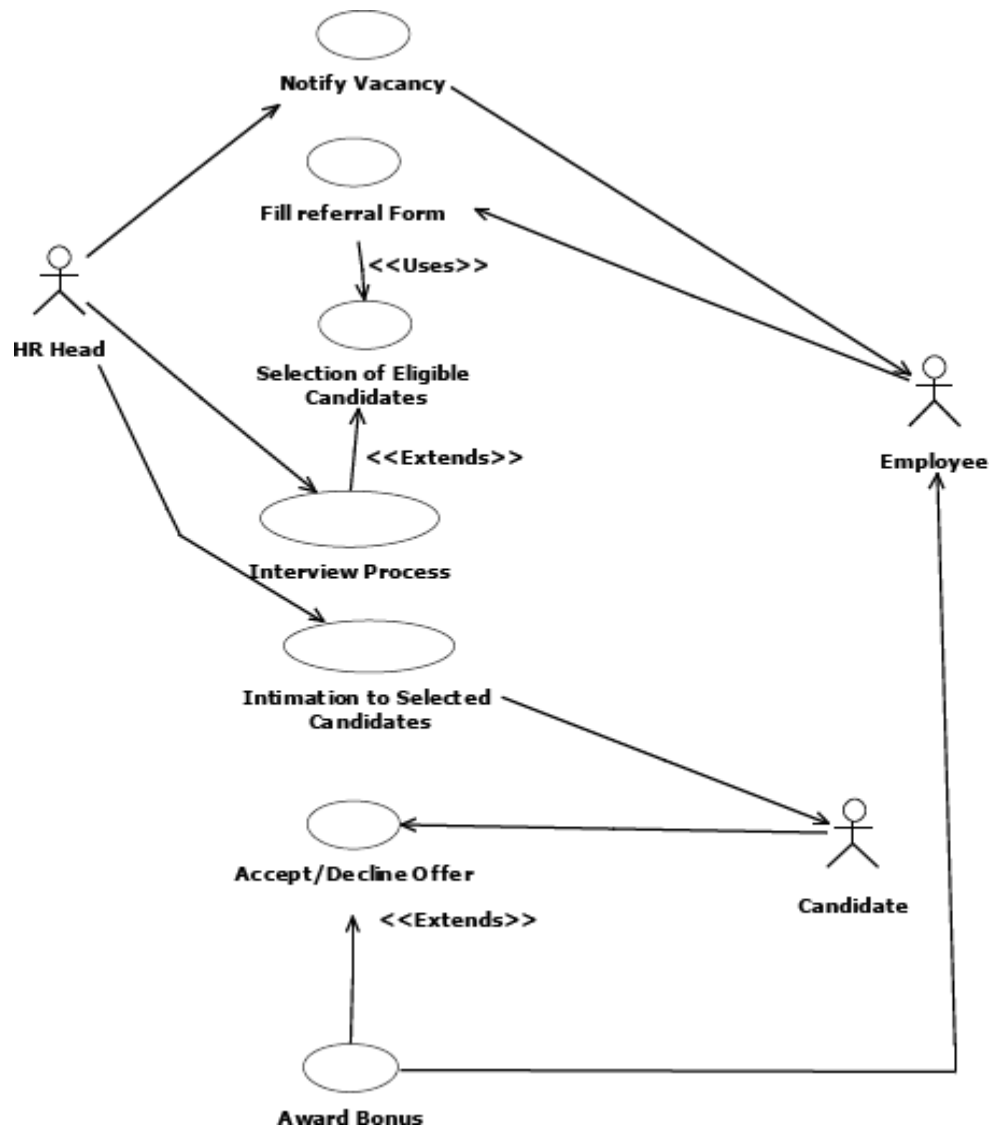 Notify Vacancy
Fill referral Form
<<Uses>>
HR Head
Selection of Eligible
Candidates
<<Extends>>
Employee
Interview Process
Intimation to Selected
Candidates
Accept/Decline Offer
Candidate
<<Extends>>
Award Bonus